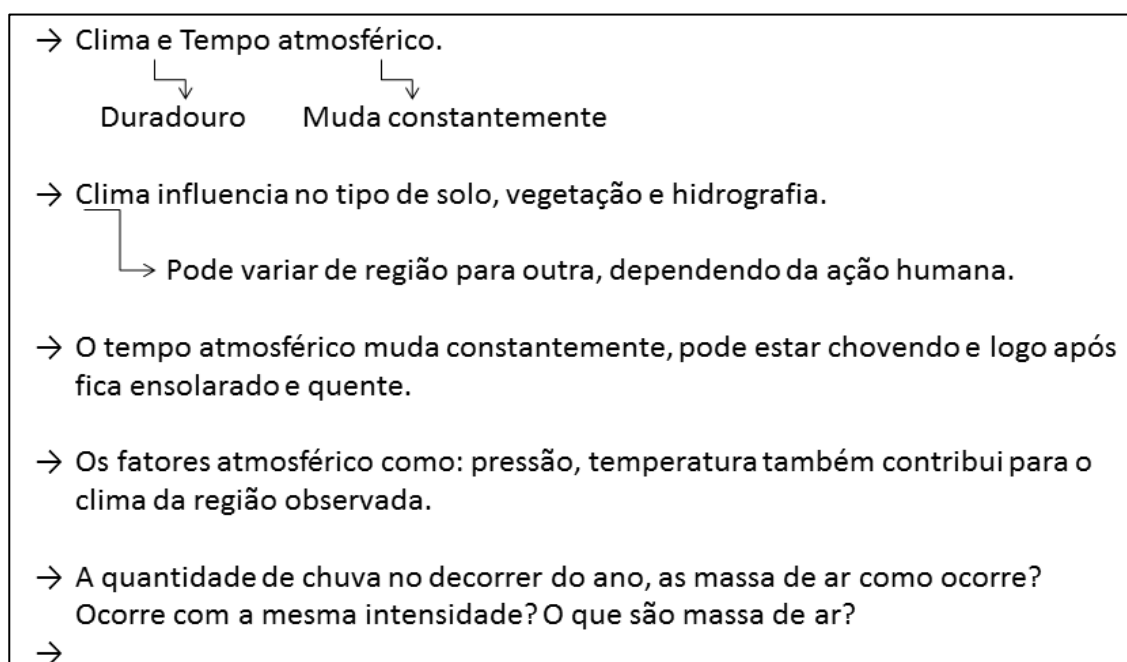 → Clima e Tempo atmosférico.
Duradouro Muda constantemente
→ Clima influencia no tipo de solo, vegetação e hidrografia.
Pode variar de região para outra, dependendo da ação humana.
→ O tempo atmosférico muda constantemente, pode estar chovendo e logo após
fica ensolarado e quente.
→ Os fatores atmosférico como: pressão, temperatura também contribui para o
clima da região observada.
→ A quantidade de chuva no decorrer do ano, as massa de ar como ocorre?
Ocorre com a mesma intensidade? O que são massa de ar?
→